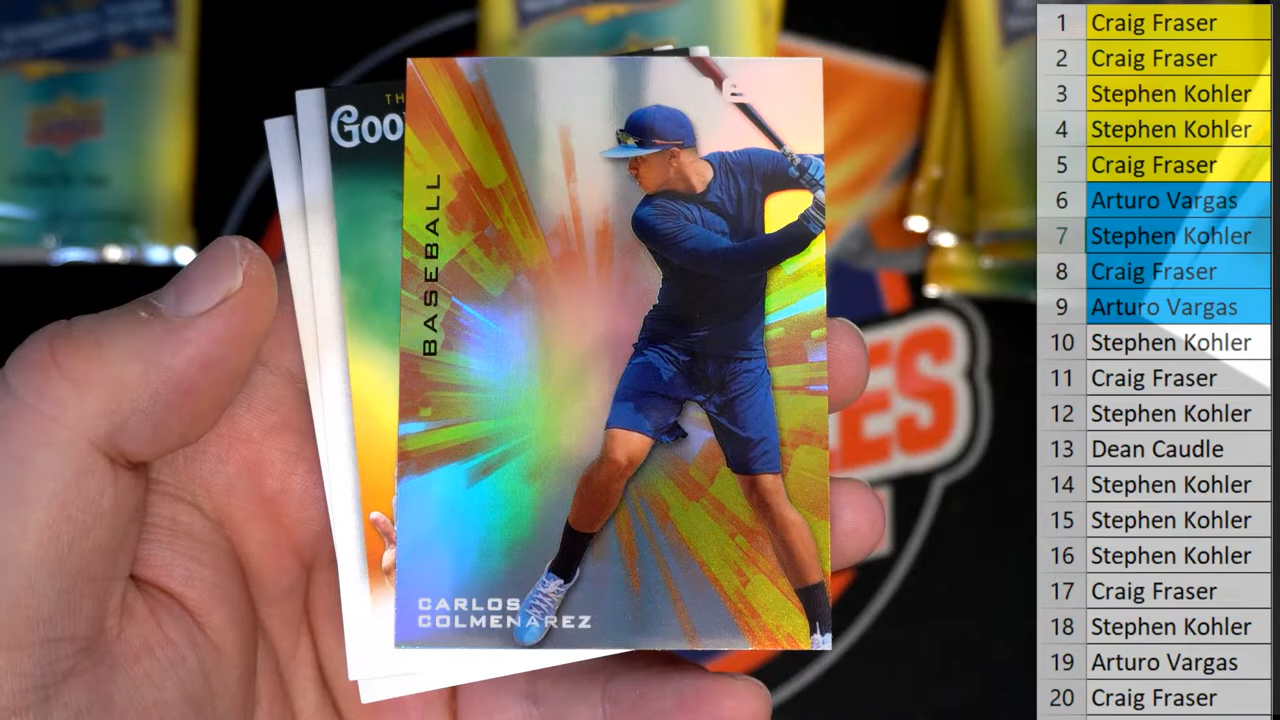 TH
Goo
BASEBALL
CARLOS
COLMENAREZ
ES
1 Craig Fraser
2 Craig Fraser
3 Stephen Kohler
4 Stephen Kohler
5 Craig Fraser
6 Arturo Vargas
7 Stephen Kohler
8 Craig Fraser
9 Arturo Vargas
10 Stephen Kohler
11 Craig Fraser
12 Stephen Kohler
13 Dean Caudle
14 Stephen Kohler
15 Stephen Kohler
16 Stephen Kohler
17 Craig Fraser
18 Stephen Kohler
19 Arturo Vargas
20 Craig Fraser